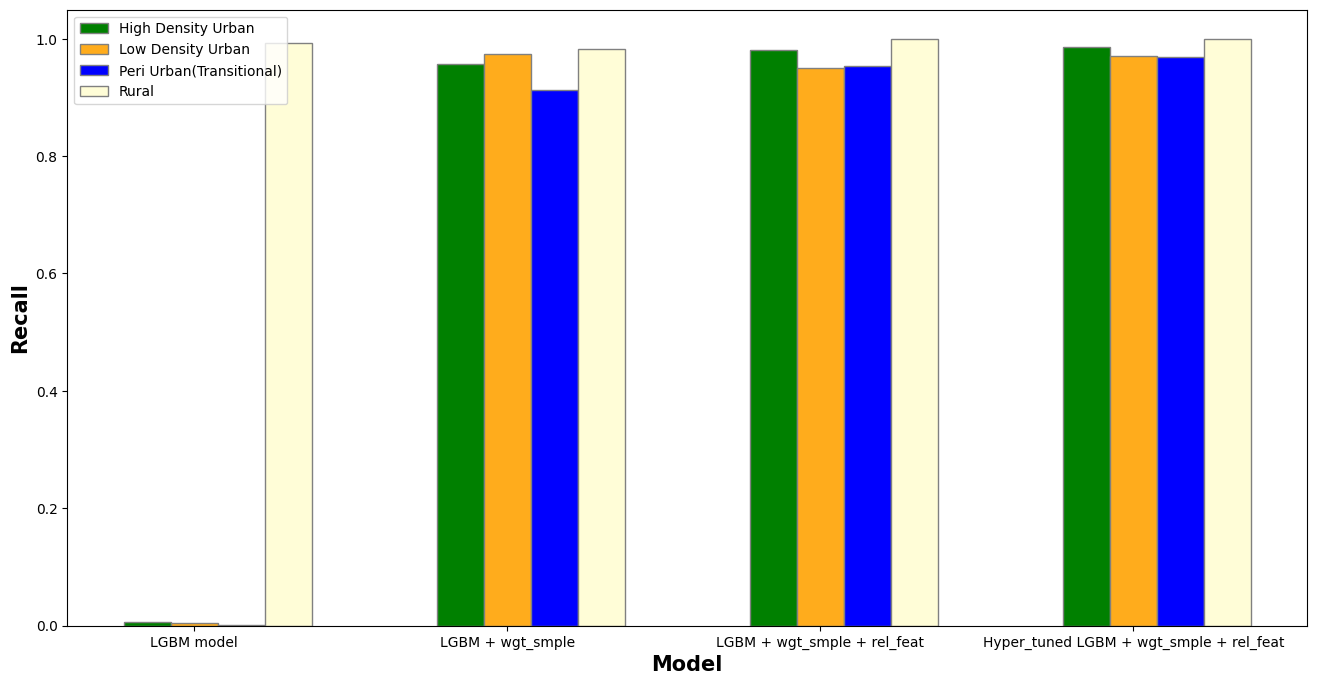 High Density Urban
Low Density Urban
Peri Urban(Transitional)
Rural
1.0
0.8
0.6
0.4
0.2
0.0
Recall
LGBM model
LGBM + wgt_smple
LGBM + wgt_smple + rel_feat
Hyper_tuned LGBM + wgt_smple + rel_feat
Model